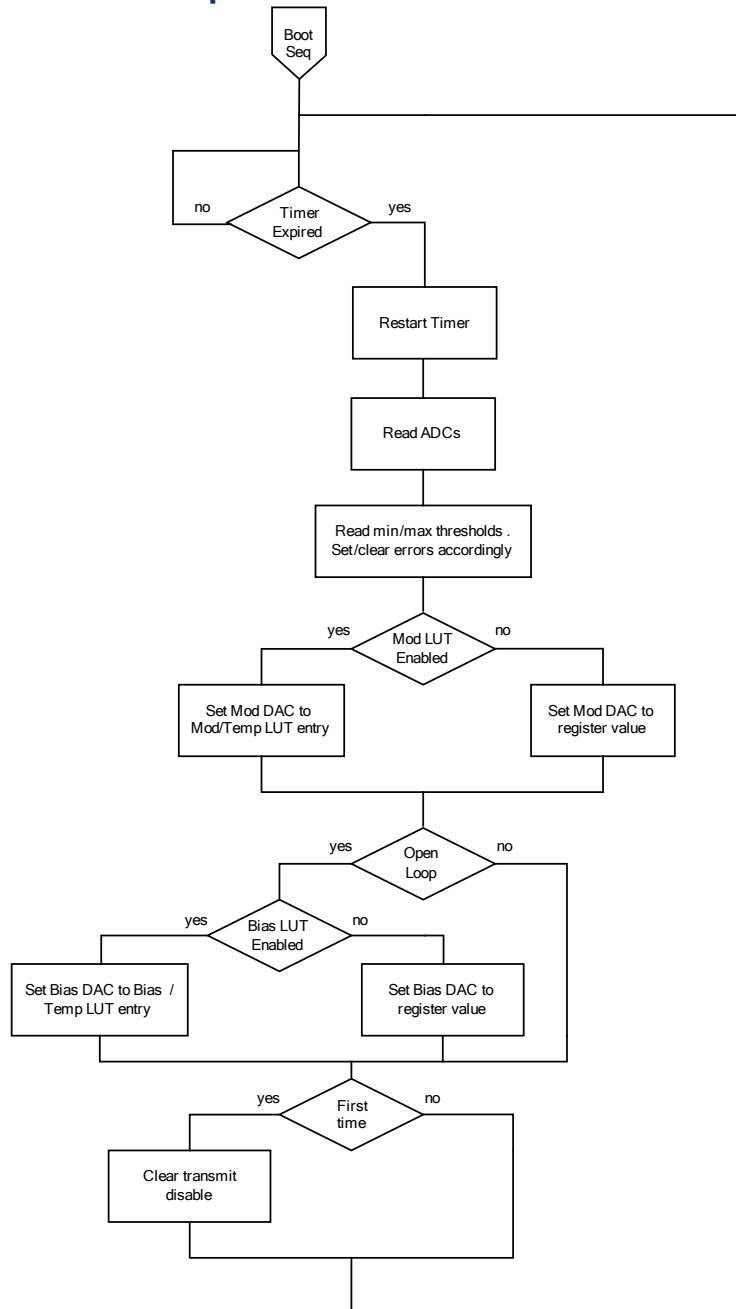 Boot
Seq
no
Timer
Expired
yes
Restart Timer
Read ADCs
Read min/max thresholds .
Set/clear errors accordingly
yes
Mod LUT
Enabled
no
Set Mod DAC to
Mod/Temp LUT entry
Set Mod DAC to
register value
yes
Open
Loop
no
yes
Bias LUT
Enabled
no
Set Bias DAC to Bias /
Temp LUT entry
Set Bias DAC to
register value
yes
First
time
no
Clear transmit
disable